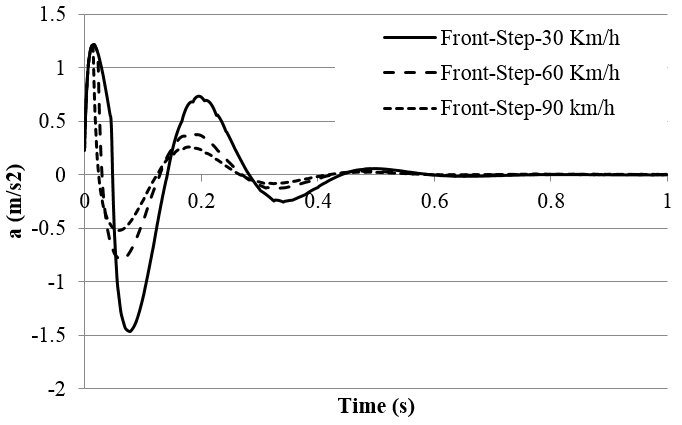 1.5
1
0.5
0
-0.5
-1
-1.5
-2
a (m/s2)
0
0.2
0.4
0.6
0.8
1
Time (s)
Front-Step-30 Km/h
Front-Step-60 Km/h
Front-Step-90 km/h